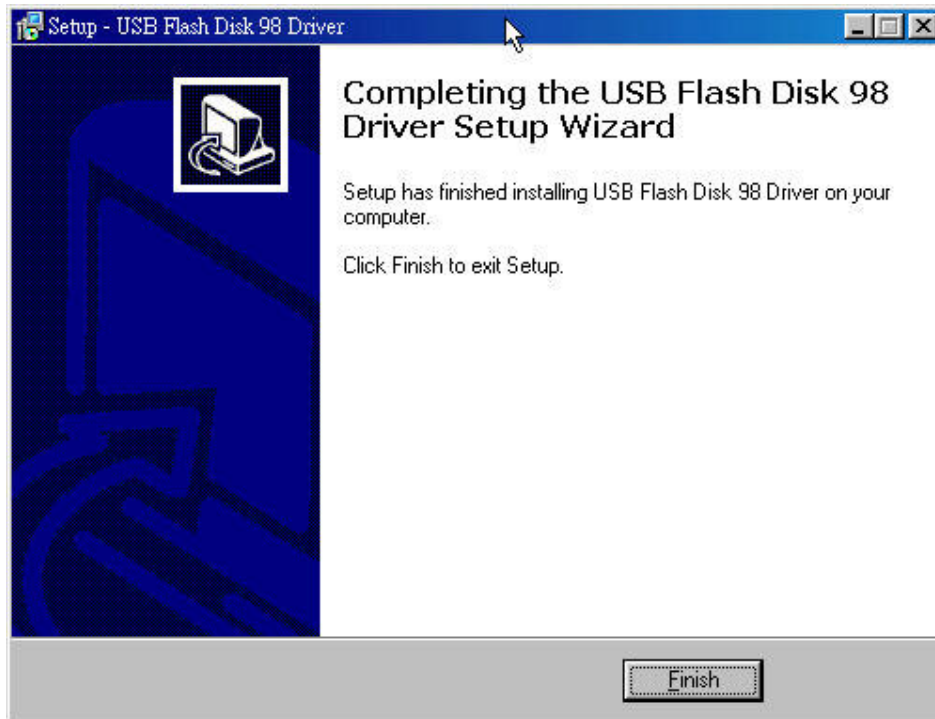 Setup - USB Flash Disk 98 Driver
Completing the USB Flash Disk 98
Driver Setup Wizard
Setup has finished installing USB Flash Disk 98 Driver on your
computer.
Click Finish to exit Setup.
Finish